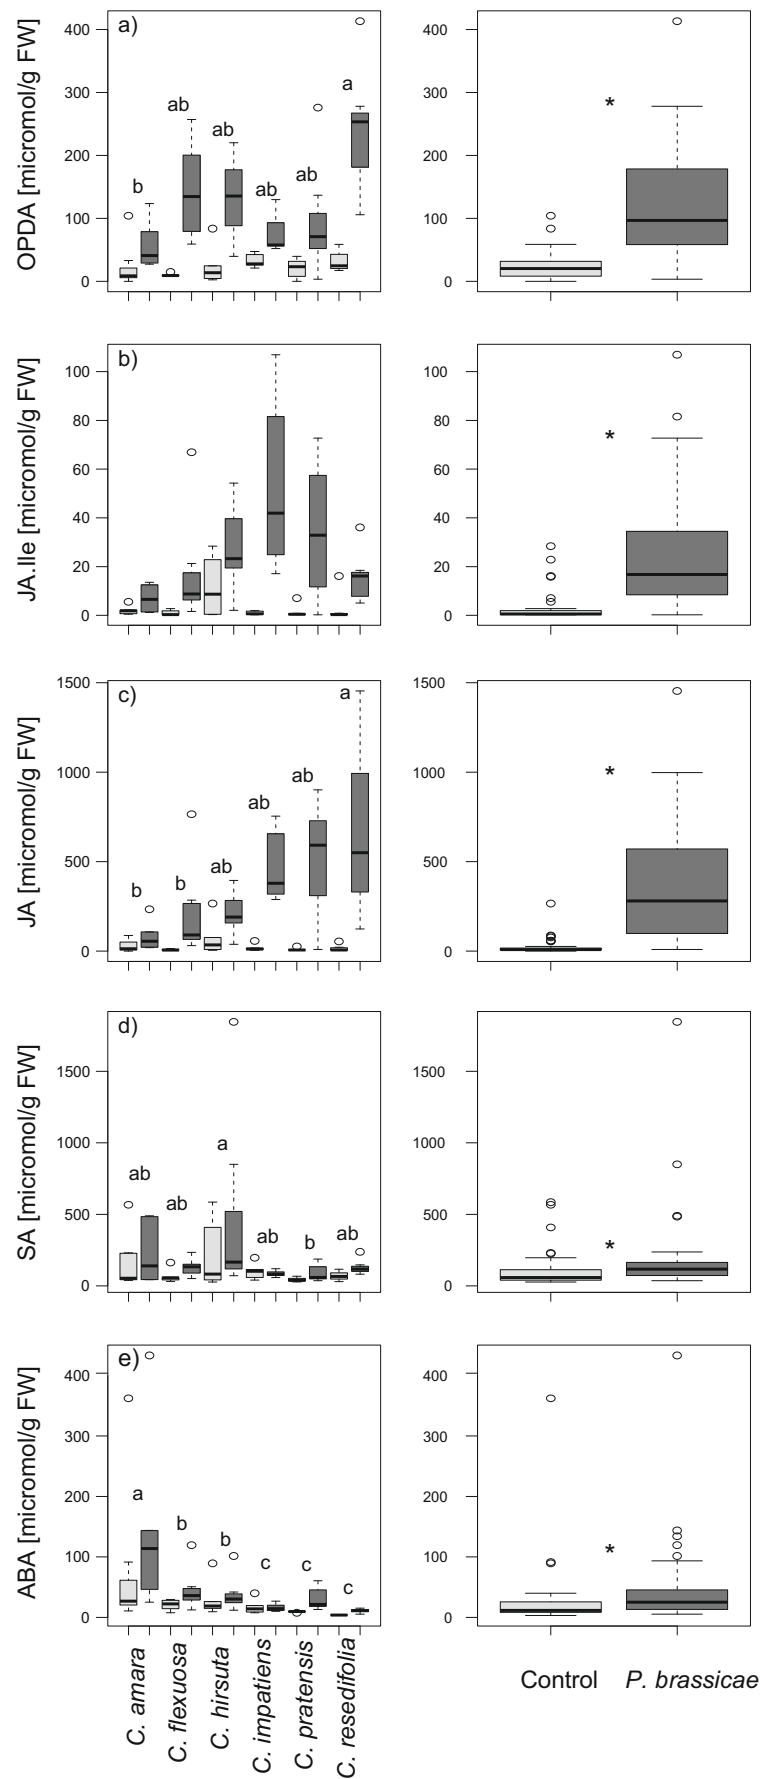 a)
OPDA [micromol/g FW]
400
300
200
100
0
b
ab
ab
ab
ab
a
400
300
200
100
0
*
b)
JA.Ile [micromol/g FW]
100
80
60
40
20
0
100
80
60
40
20
0
*
c)
JA [micromol/g FW]
1500
1000
500
0
b
b
ab
ab
ab
a
1500
1000
500
0
*
d)
SA [micromol/g FW]
1500
1000
500
0
ab
ab
a
ab
b
ab
1500
1000
500
0
*
e)
ABA [micromol/g FW]
400
300
200
100
0
a
b
b
c
c
c
400
300
200
100
0
*
C. amara
C. flexuosa
C. hirsuta
C. impatiens
C. pratensis
C. resedifolia
Control
P. brassicae